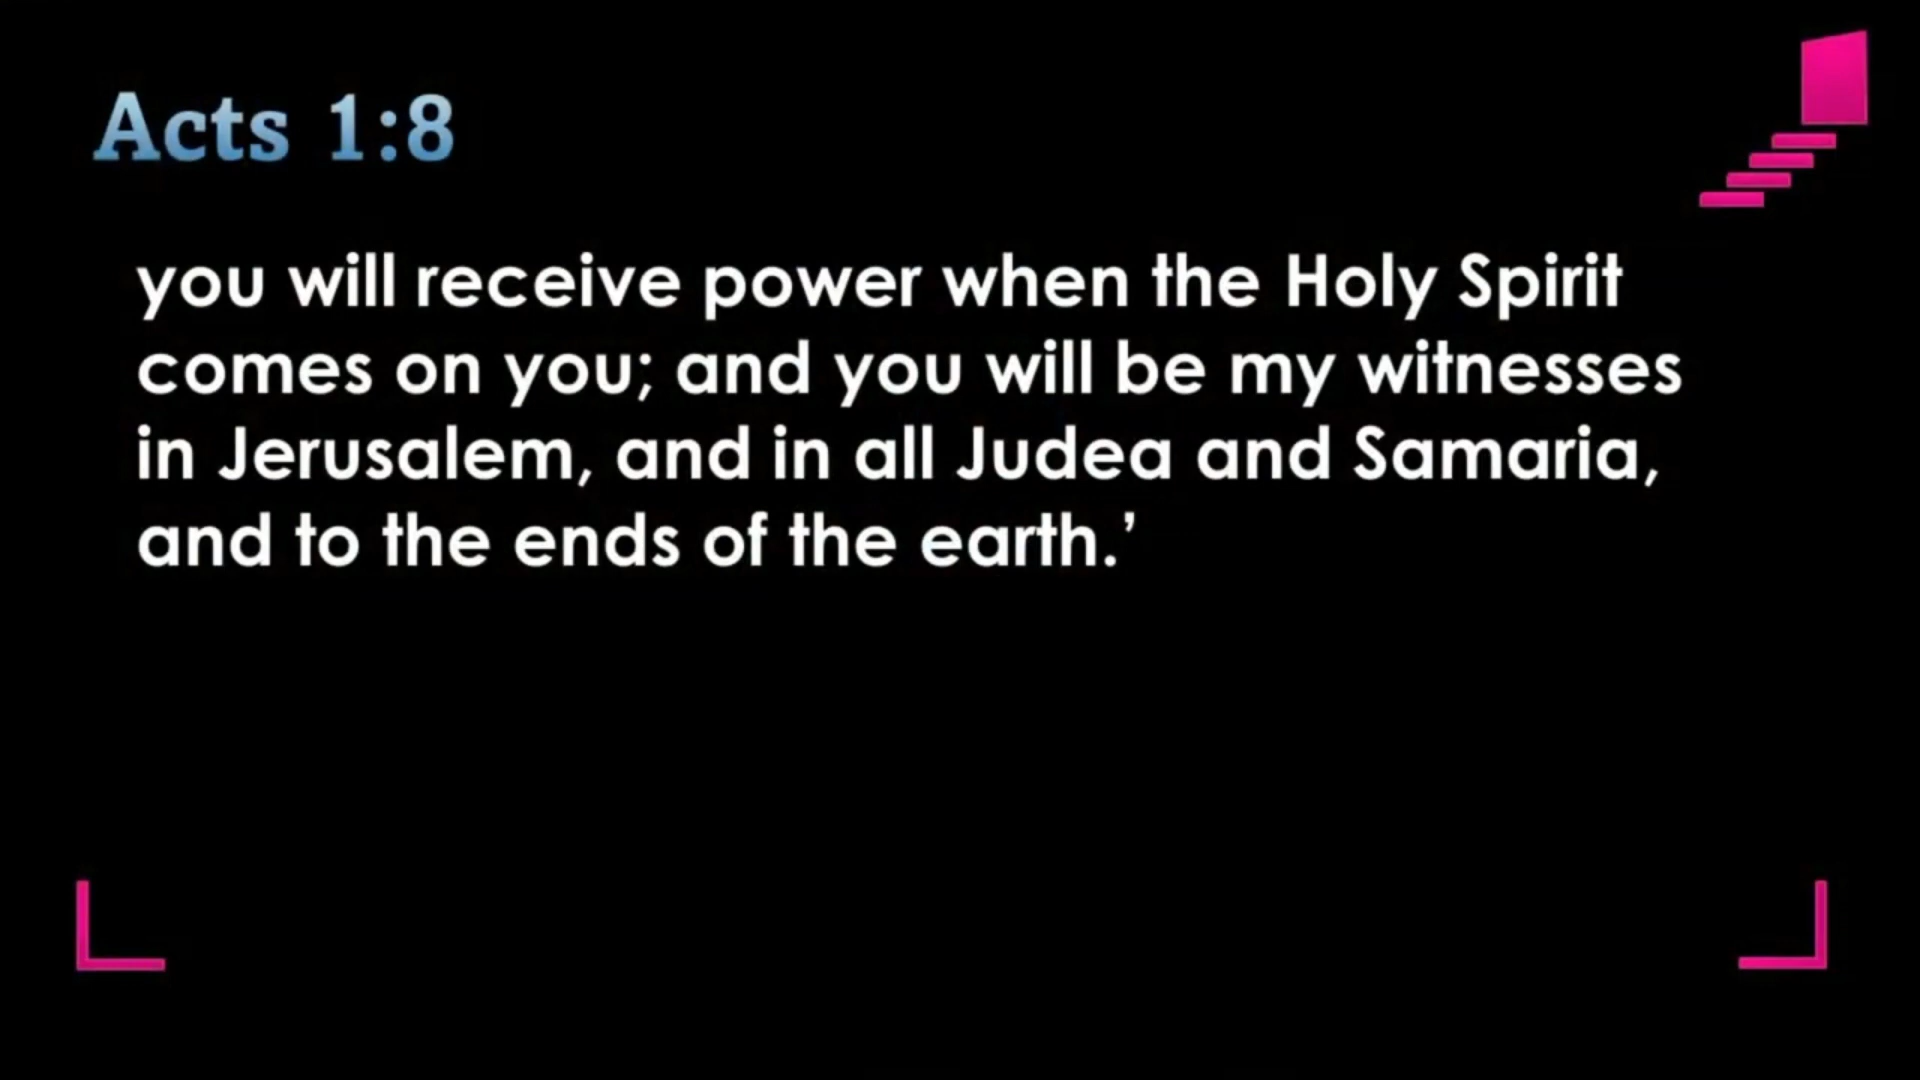 Acts 1:8
you will receive power when the Holy Spirit
comes on you; and you will be my witnesses
in Jerusalem, and in all Judea and Samaria,
and to the ends of the earth.’